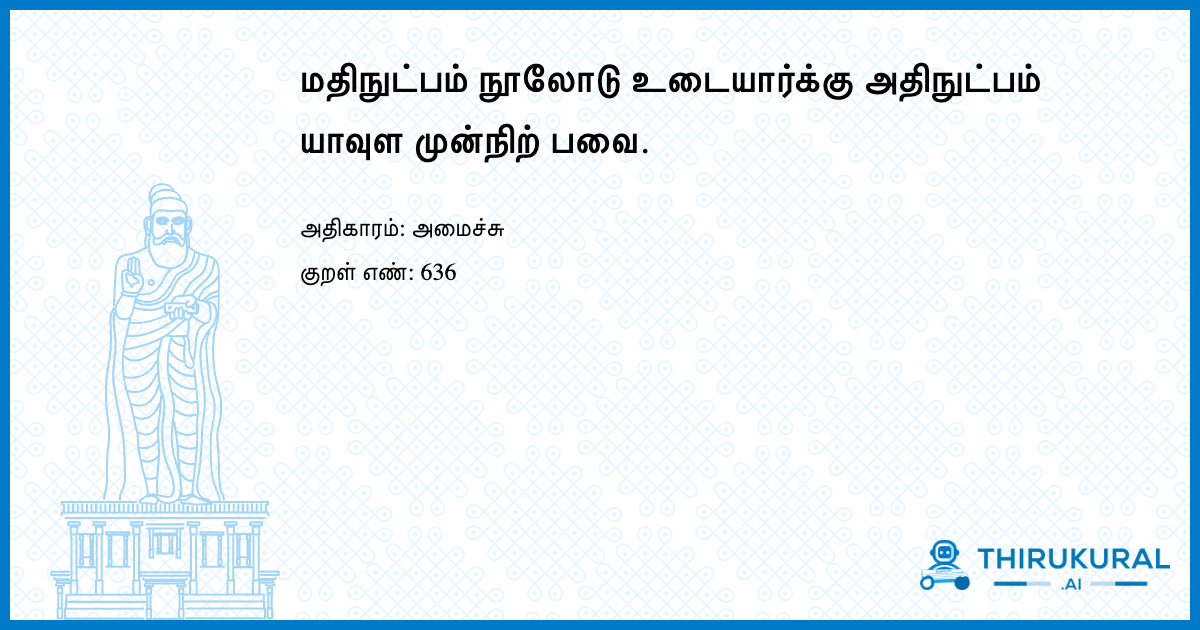 மதிநுட்பம் நூலோடு உடையார்க்கு அதிநுட்பம்
யாவுள முன்நிற் பவை.
அதிகாரம்: அமைச்சு
குறள் எண்: 636
THIRUKURAL
.AI